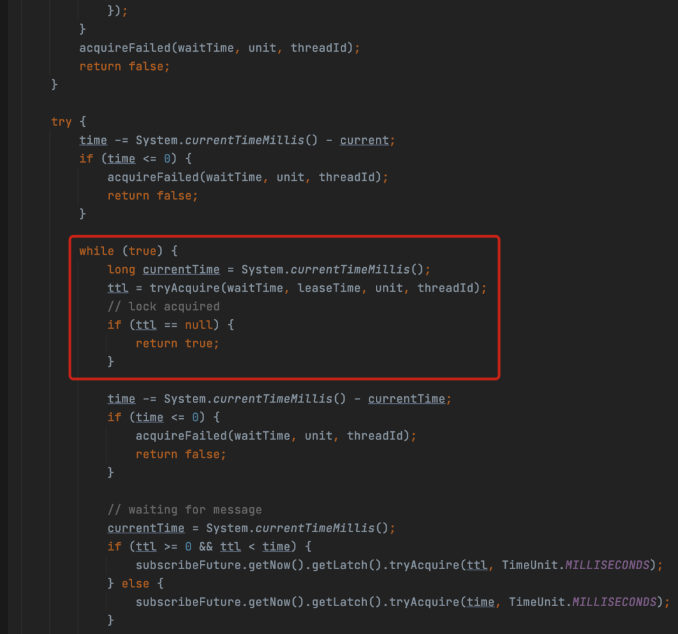 });
}
acquireFailed(waitTime, unit, threadId);
return false;
}
try {
time -= System.currentTimeMillis() - current;
if (time <= 0) {
acquireFailed(waitTime, unit, threadId);
return false;
}
while (true) {
long currentTime = System.currentTimeMillis();
ttl = tryAcquire(waitTime, leaseTime, unit, threadId);
// lock acquired
if (ttl == null) {
return true;
}
time -= System.currentTimeMillis() - currentTime;
if (time <= 0) {
acquireFailed(waitTime, unit, threadId);
return false;
}
// waiting for message
currentTime = System.currentTimeMillis();
if (ttl >= 0 && ttl < time) {
subscribeFuture.getNow().getLatch().tryAcquire(ttl, TimeUnit.MILLISECONDS);
} else {
subscribeFuture.getNow().getLatch().tryAcquire(time, TimeUnit.MILLISECONDS);
}